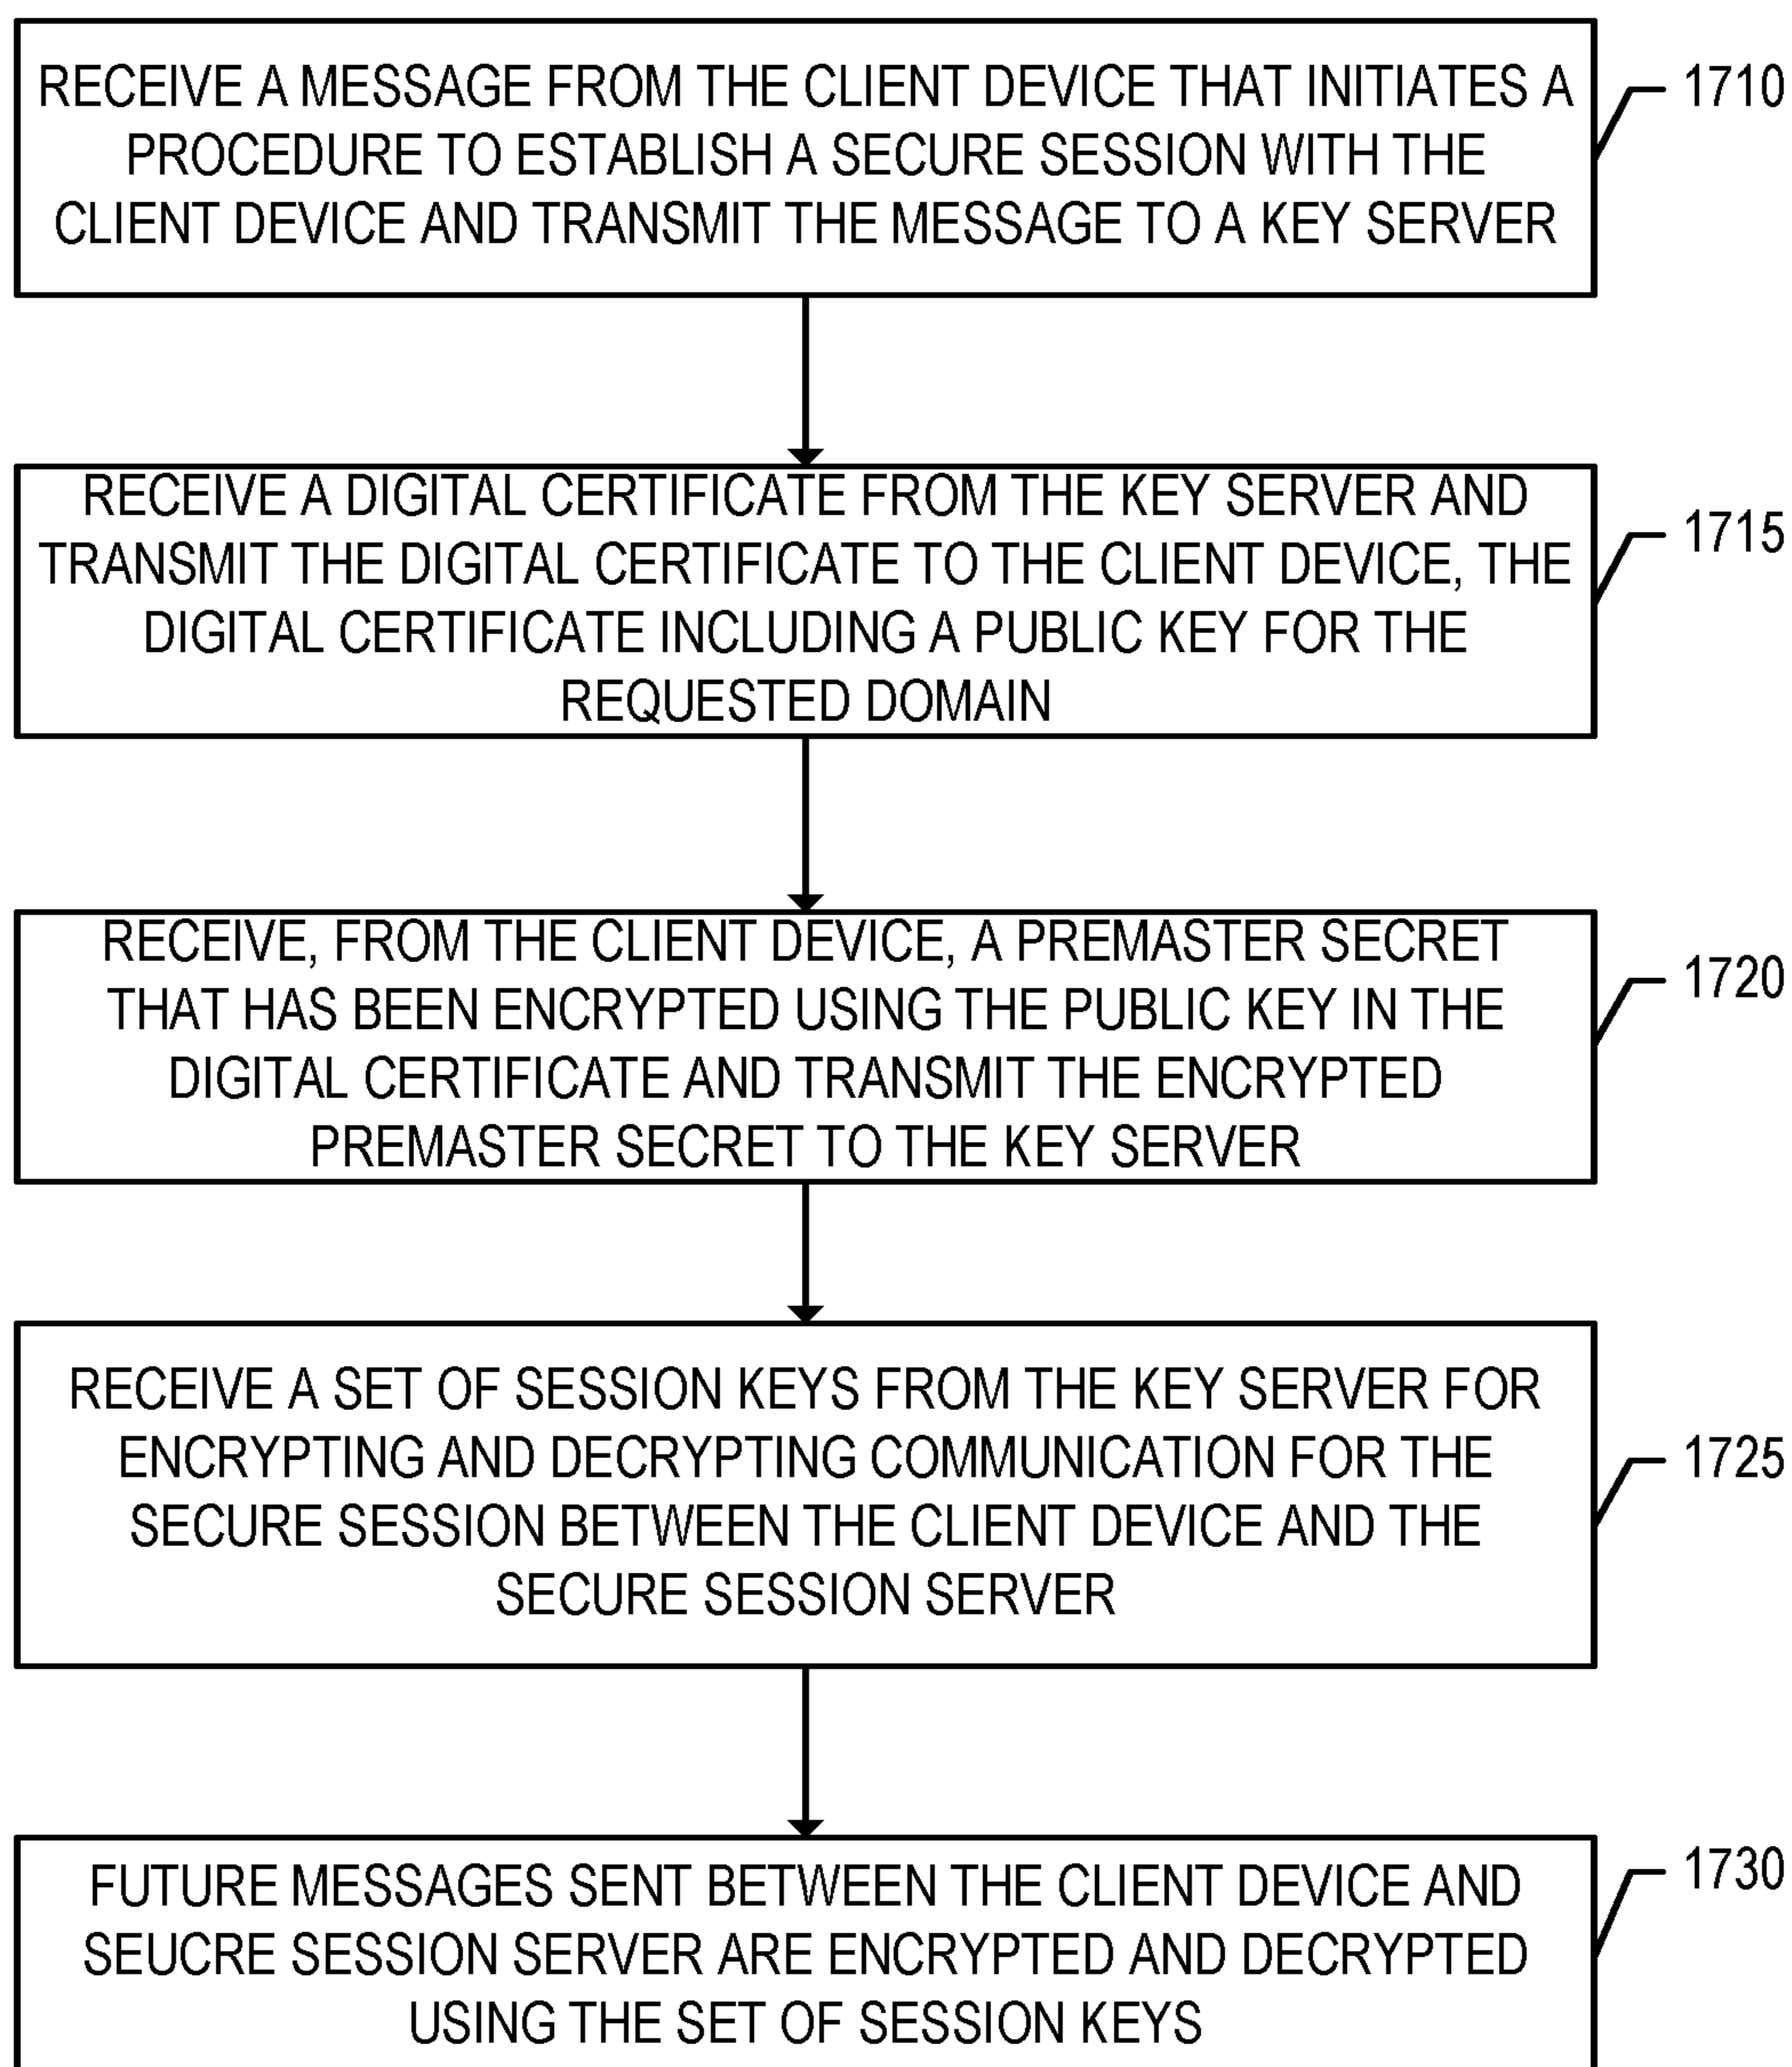 RECEIVE A MESSAGE FROM THE CLIENT DEVICE THAT INITIATES A
PROCEDURE TO ESTABLISH A SECURE SESSION WITH THE
CLIENT DEVICE AND TRANSMIT THE MESSAGE TO A KEY SERVER
1710
RECEIVE A DIGITAL CERTIFICATE FROM THE KEY SERVER AND
TRANSMIT THE DIGITAL CERTIFICATE TO THE CLIENT DEVICE, THE
DIGITAL CERTIFICATE INCLUDING A PUBLIC KEY FOR THE
REQUESTED DOMAIN
1715
RECEIVE, FROM THE CLIENT DEVICE, A PREMASTER SECRET
THAT HAS BEEN ENCRYPTED USING THE PUBLIC KEY IN THE
DIGITAL CERTIFICATE AND TRANSMIT THE ENCRYPTED
PREMASTER SECRET TO THE KEY SERVER
1720
RECEIVE A SET OF SESSION KEYS FROM THE KEY SERVER FOR
ENCRYPTING AND DECRYPTING COMMUNICATION FOR THE
SECURE SESSION BETWEEN THE CLIENT DEVICE AND THE
SECURE SESSION SERVER
1725
FUTURE MESSAGES SENT BETWEEN THE CLIENT DEVICE AND
SEUCRE SESSION SERVER ARE ENCRYPTED AND DECRYPTED
USING THE SET OF SESSION KEYS
1730